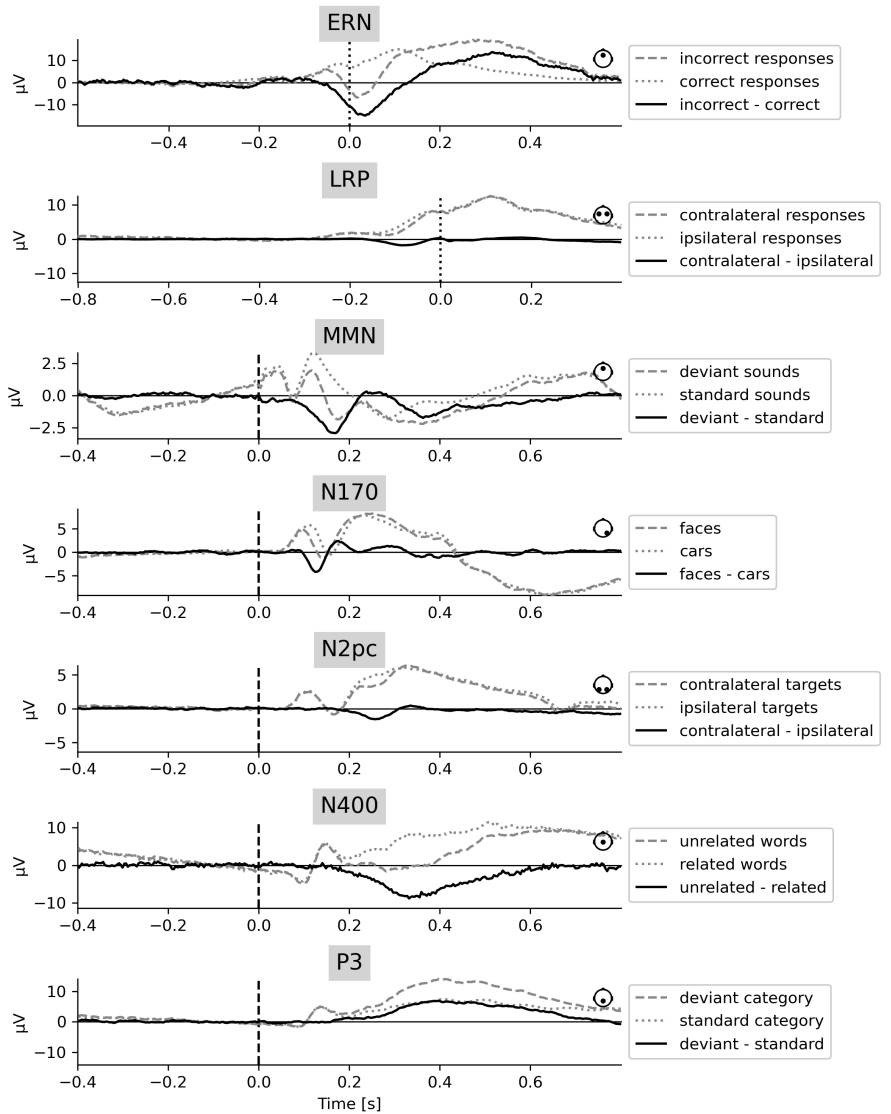 ERN
10
0
−10
μV
−0.4
−0.2
0.0
0.2
0.4
incorrect responses
correct responses
incorrect - correct
LRP
10
0
−10
μV
−0.8
−0.6
−0.4
−0.2
0.0
0.2
contralateral responses
ipsilateral responses
contralateral - ipsilateral
MMN
2.5
0.0
−2.5
μV
−0.4
−0.2
0.0
0.2
0.4
0.6
deviant sounds
standard sounds
deviant - standard
N170
5
0
−5
μV
−0.4
−0.2
0.0
0.2
0.4
0.6
faces
cars
faces - cars
N2pc
5
0
−5
μV
−0.4
−0.2
0.0
0.2
0.4
0.6
contralateral targets
ipsilateral targets
contralateral - ipsilateral
N400
10
0
−10
μV
−0.4
−0.2
0.0
0.2
0.4
0.6
unrelated words
related words
unrelated - related
P3
10
0
−10
μV
−0.4
−0.2
0.0
0.2
0.4
0.6
deviant category
standard category
deviant - standard
Time [s]